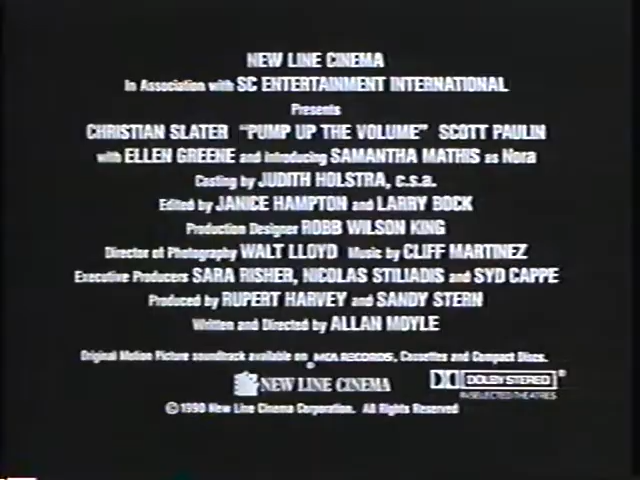 NEW LINE CINEMA
In Association with SC ENTERTAINMENT INTERNATIONAL
Presents
CHRISTIAN SLATER "PUMP UP THE VOLUME" SCOTT PAULIN
with ELLEN GREENE and introducing SAMANTHA MATHIS as Nora
Casting by JUDITH HOLSTRA, c.s.a.
Edited by JANICE HAMPTON and LARRY BOCK
Production Designer ROBB WILSON KING
Director of Photography WALT LLOYD Music by CLIFF MARTINEZ
Executive Producers SARA RISHER, NICOLAS STILIADIS and SYD CAPPE
Produced by RUPERT HARVEY and SANDY STERN
Written and Directed by ALLAN MOYLE
Original Motion Picture soundtrack available on MCA RECORDS, Cassettes and Compact Discs.
NEW LINE CINEMA
DOLBY STEREO®
IN SELECTED THEATRES
©1990 New Line Cinema Corporation. All Rights Reserved